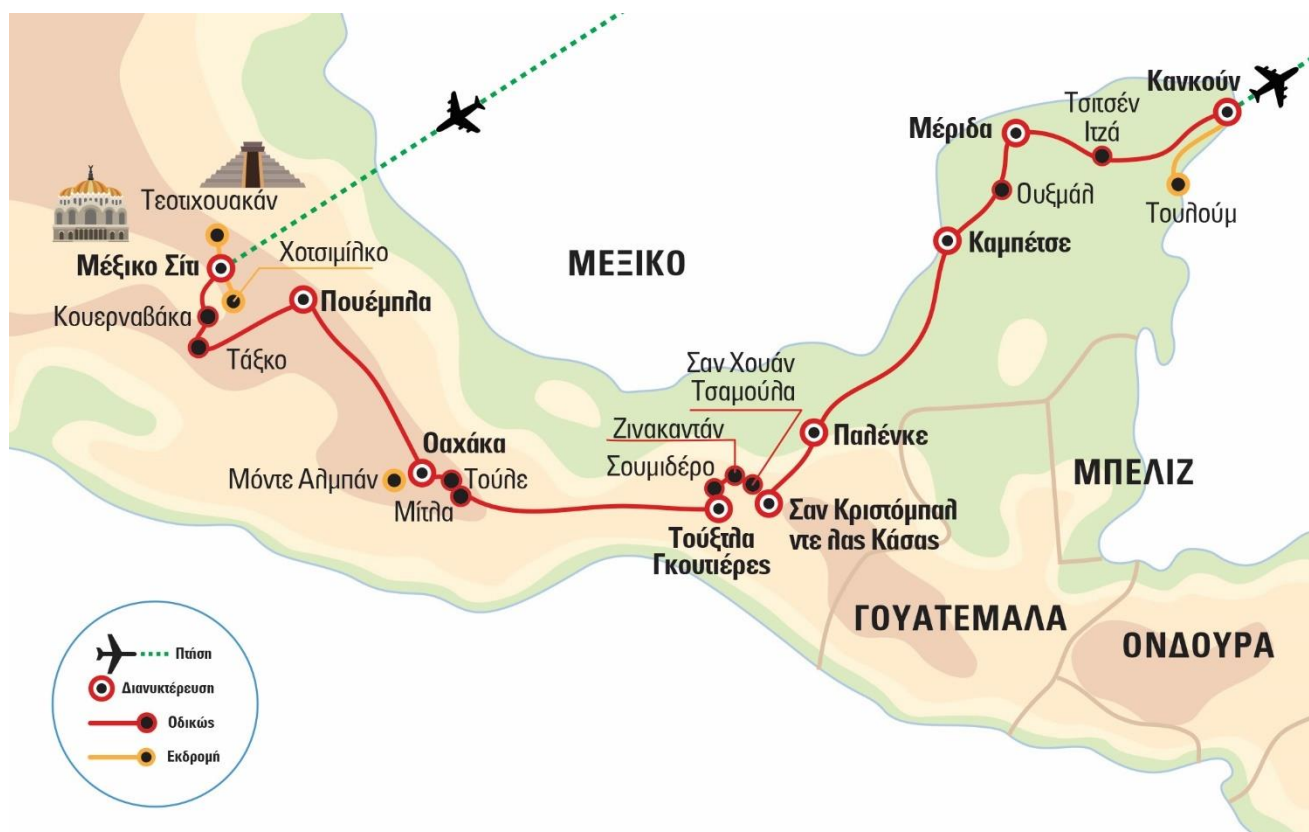 Κανκούν
Τσιτσέν
Ιτζά
Μέριδα
Ουξμάλ
Τουλούμ
Καμπέτσε
Τεοτιχουακάν
Χοτσιμίλκο
Μέξικο Σίτι
ΜΕΞΙΚΟ
Πουέμπλα
Κουερναβάκα
Τάξκο
Σαν Χουάν
Τσαμούλα
Ζινακαντάν
Παλένκε
Οαχάκα
Σουμιδέρο
Μόντε Αλμπάν
Τούλε
Μίτλα
ΜΠΕΛΙΖ
Τούξτλα
Γκουτιέρες
Σαν Κριστόμπαλ
ντε λας Κάσας
ΓΟΥΑΤΕΜΑΛΑ
ΟΝΔΟΥΡΑ
Πτήση
Διανυκτέρευση
Οδικώς
Εκδρομή